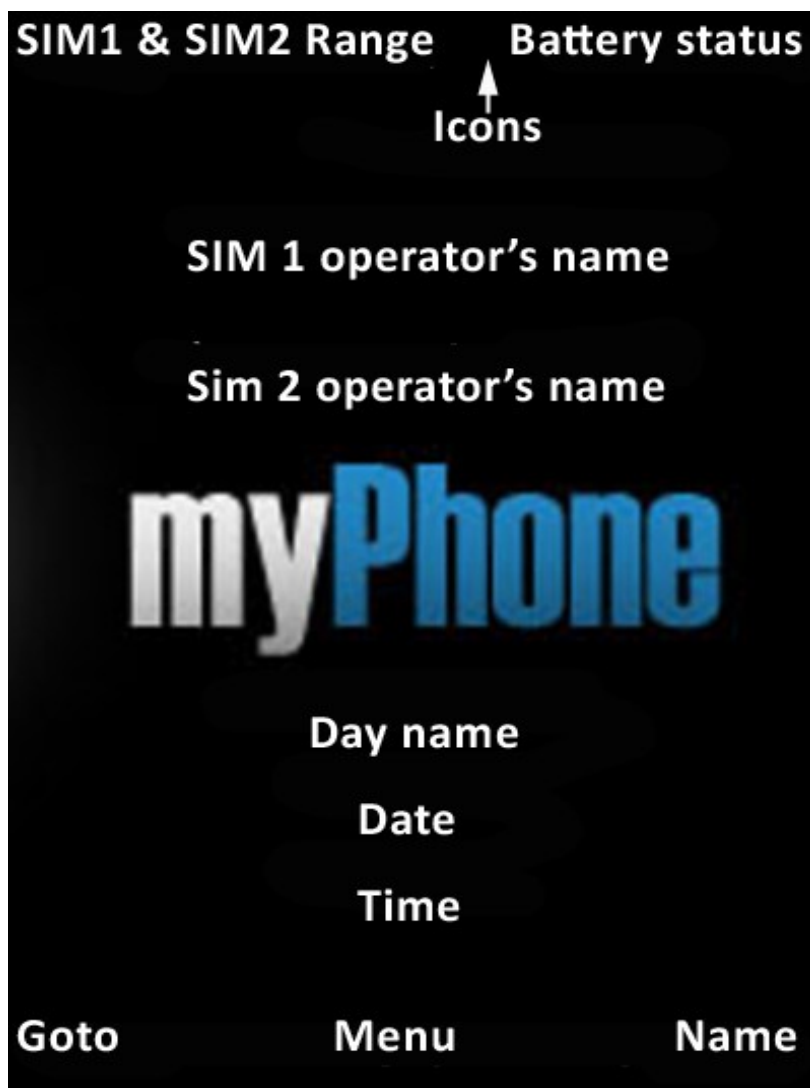 SIM1 & SIM2 Range Battery status
Icons
SIM 1 operator’s name
Sim 2 operator’s name
myPhone
Day name
Date
Time
Goto Menu Name